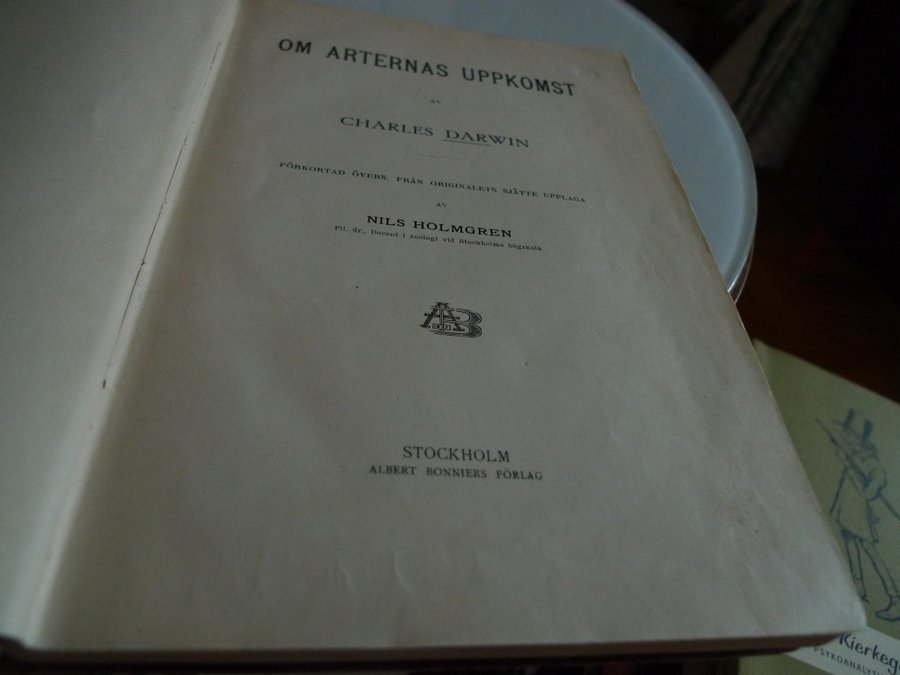 OM ARTERNAS UPPKOMST
AV
CHARLES DARWIN
FÖRKORTAD ÖVERS. FRÅN ORIGINALETS SJÄTTE UPPLAGA
AV
NILS HOLMGREN
Fil. dr., Docent i zoologi vid Stockholms högskola
STOCKHOLM
ALBERT BONNIERS FÖRLAG
Kierkeg
PSYKOANALYT